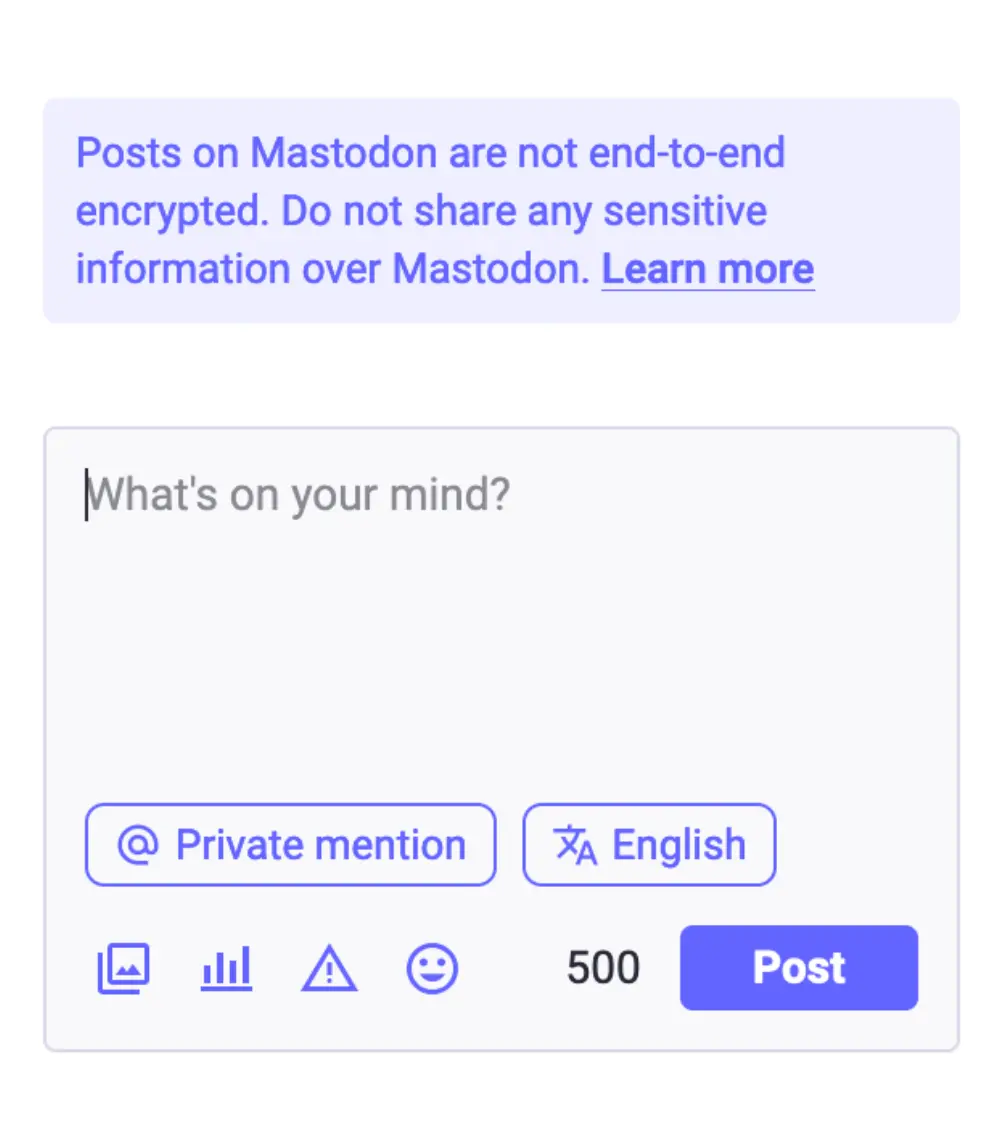 Posts on Mastodon are not end-to-end
encrypted. Do not share any sensitive
information over Mastodon. Learn more
What's on your mind?
Private mention
English
500
Post